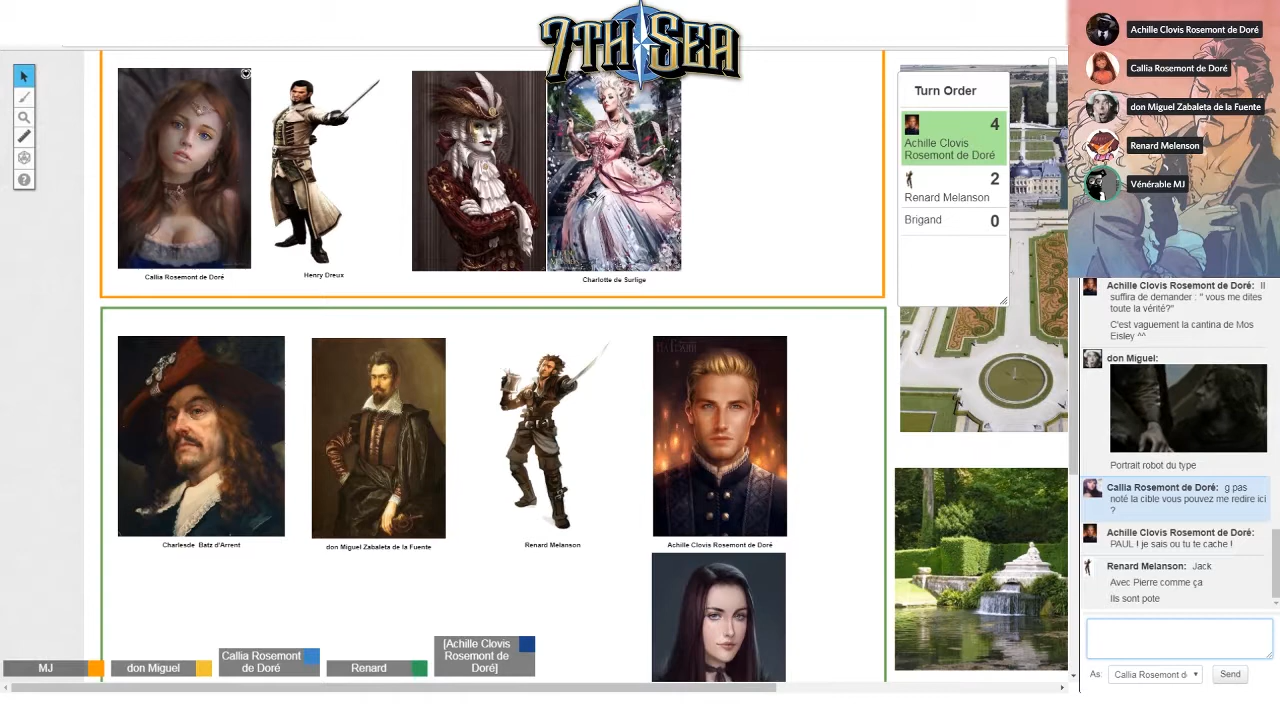 7TH SEA
Callia Rosemont de Doré
Henry Dreux
Charlotte de Surlige
Charlesde Batz d'Arrent
don Miguel Zabaleta de la Fuente
Renard Melanson
Achille Clovis Rosemont de Doré
MJ
don Miguel
Callia Rosemont
de Doré
Renard
[Achille Clovis
Rosemont de
Doré]
Turn Order
4
Achille Clovis
Rosemont de Doré
2
Renard Melanson
Brigand
0
Achille Clovis Rosemont de Doré
Callia Rosemont de Doré
don Miguel Zabaleta de la Fuente
Renard Melenson
Vénérable MJ
Achille Clovis Rosemont de Doré: Il
suffira de demander : " vous me dites
toute la vérité?"
C'est vaguement la cantina de Mos
Eisley ^^
don Miguel:
Portrait robot du type
Callia Rosemont de Doré: g pas
noté la cible vous pouvez me redire ici
?
Achille Clovis Rosemont de Doré:
PAUL ! je sais ou tu te cache !
Renard Melanson: Jack
Avec Pierre comme ça
Ils sont pote
As:
Callia Rosemont d
Send